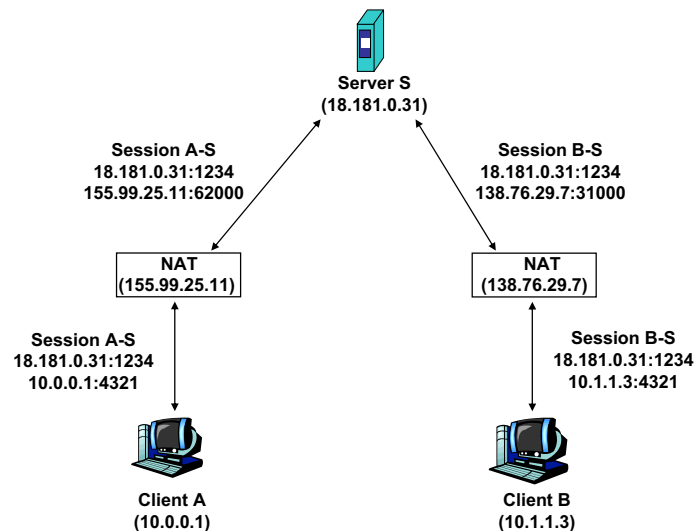 Server S
(18.181.0.31)
Session A-S
18.181.0.31:1234
155.99.25.11:62000
Session B-S
18.181.0.31:1234
138.76.29.7:31000
NAT
(155.99.25.11)
NAT
(138.76.29.7)
Session A-S
18.181.0.31:1234
10.0.0.1:4321
Session B-S
18.181.0.31:1234
10.1.1.3:4321
Client A
(10.0.0.1)
Client B
(10.1.1.3)